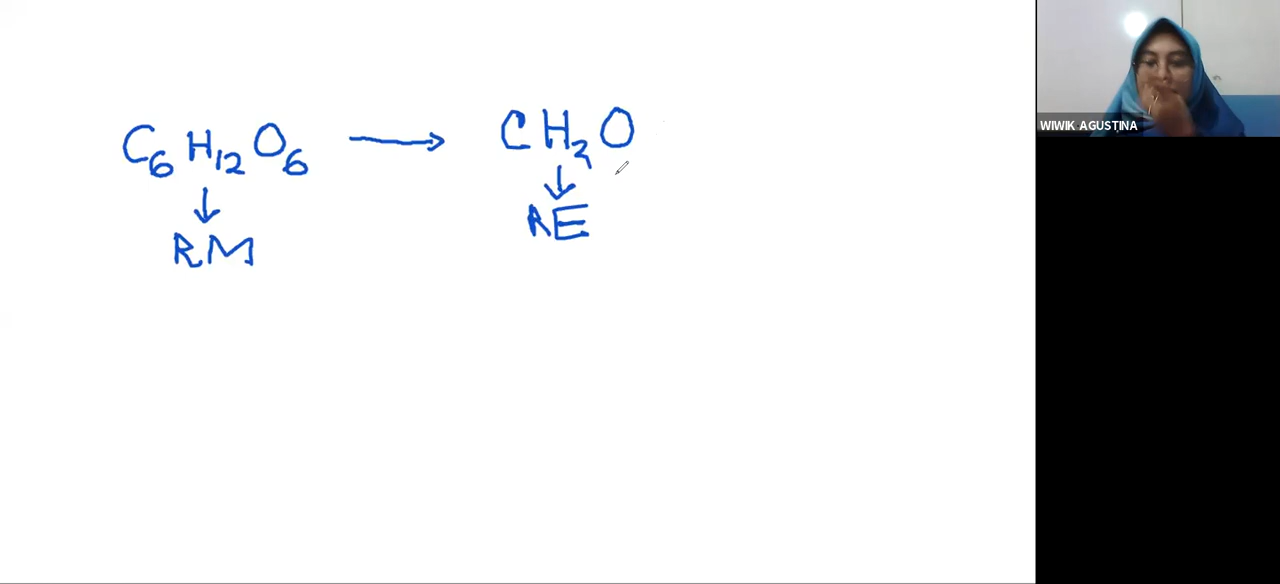 C₆H₁₂O₆ → CH₂O
↓ ↓
RM RE
WIWIK AGUSTINA